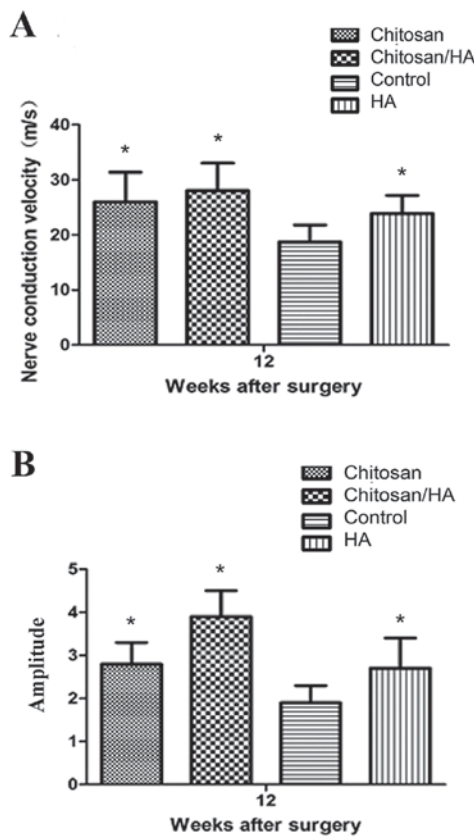 A
Chitosan
Chitosan/HA
Control
HA
Nerve conduction velocity (m/s)
40
30
20
10
0
* * *
12
Weeks after surgery
B
Chitosan
Chitosan/HA
Control
HA
Amplitude
5
4
3
2
1
0
* * *
12
Weeks after surgery